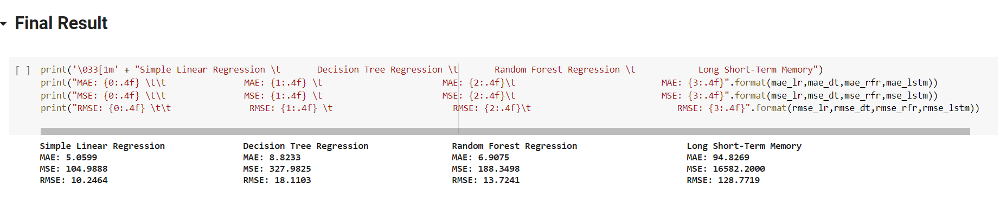 Final Result
[ ] print('\033[1m' + "Simple Linear Regression \t       Decision Tree Regression \t       Random Forest Regression \t            Long Short-Term Memory")
print("MAE: {0:.4f} \t\t               MAE: {1:.4f} \t                       MAE: {2:.4f}\t                            MAE: {3:.4f}".format(mae_lr,mae_dt,mae_rfr,mae_lstm))
print("MSE: {0:.4f} \t\t               MSE: {1:.4f} \t                       MSE: {2:.4f}\t                            MSE: {3:.4f}".format(mse_lr,mse_dt,mse_rfr,mse_lstm))
print("RMSE: {0:.4f} \t\t               RMSE: {1:.4f} \t                       RMSE: {2:.4f}\t                            RMSE: {3:.4f}".format(rmse_lr,rmse_dt,rmse_rfr,rmse_lstm))
Simple Linear Regression               Decision Tree Regression                Random Forest Regression                     Long Short-Term Memory
MAE: 5.0599                            MAE: 8.8233                             MAE: 6.9075                                  MAE: 94.8269
MSE: 104.9888                          MSE: 327.9825                           MSE: 188.3498                                MSE: 16582.2000
RMSE: 10.2464                          RMSE: 18.1103                           RMSE: 13.7241                                RMSE: 128.7719